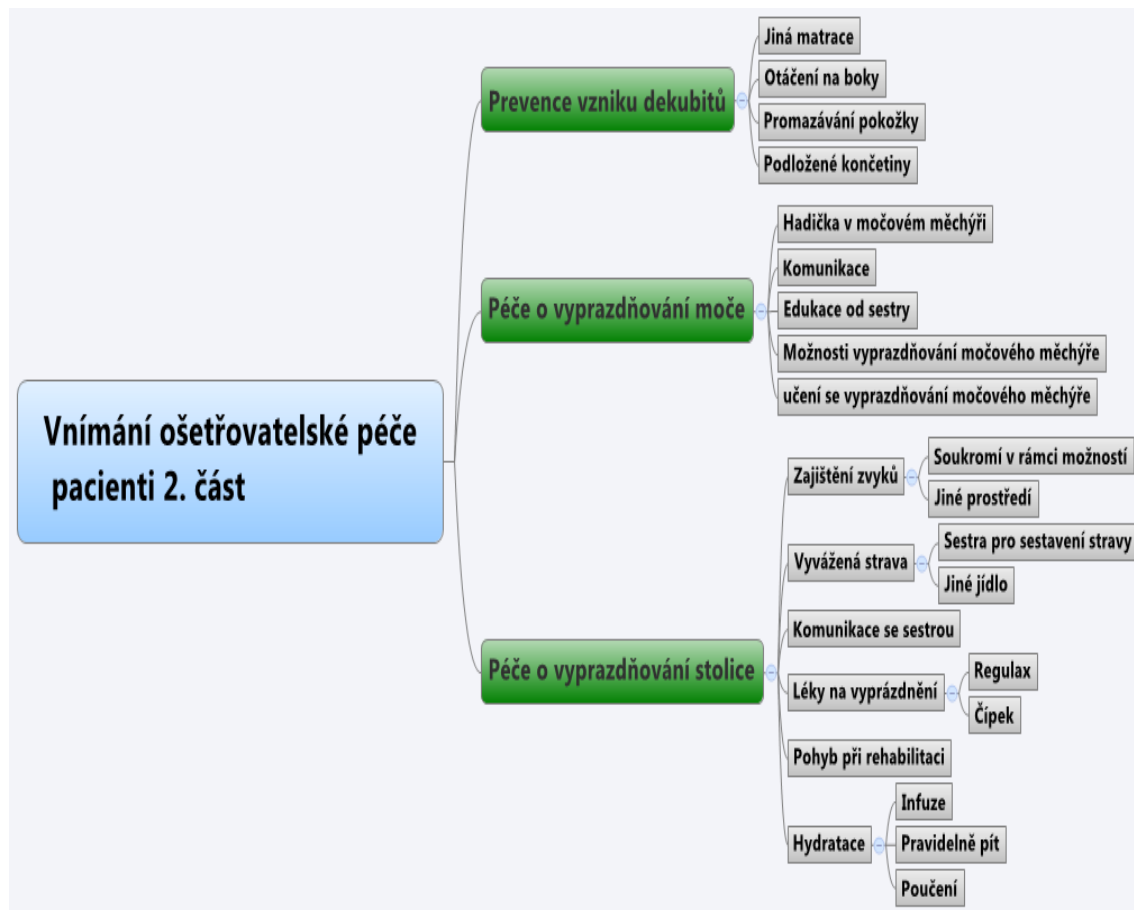 Vnímání ošetřovatelské péče
pacienti 2. část
Prevence vzniku dekubitů
Jiná matrace
Otáčení na boky
Promazávání pokožky
Podložené končetiny
Péče o vyprazdňování moče
Hadička v močovém měchýři
Komunikace
Edukace od sestry
Možnosti vyprazdňování močového měchýře
učení se vyprazdňování močového měchýře
Péče o vyprazdňování stolice
Zajištění zvyků
Soukromí v rámci možností
Jiné prostředí
Vyvážená strava
Sestra pro sestavení stravy
Jiné jídlo
Komunikace se sestrou
Léky na vyprázdnění
Regulax
Čípek
Pohyb při rehabilitaci
Hydratace
Infuze
Pravidelně pít
Poučení